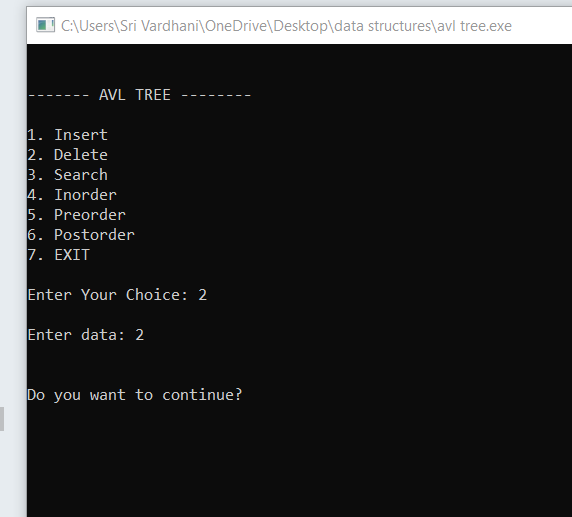 C:\Users\Sri Vardhani\OneDrive\Desktop\data structures\avl tree.exe
------- AVL TREE --------
1. Insert
2. Delete
3. Search
4. Inorder
5. Preorder
6. Postorder
7. EXIT
Enter Your Choice: 2
Enter data: 2
Do you want to continue?